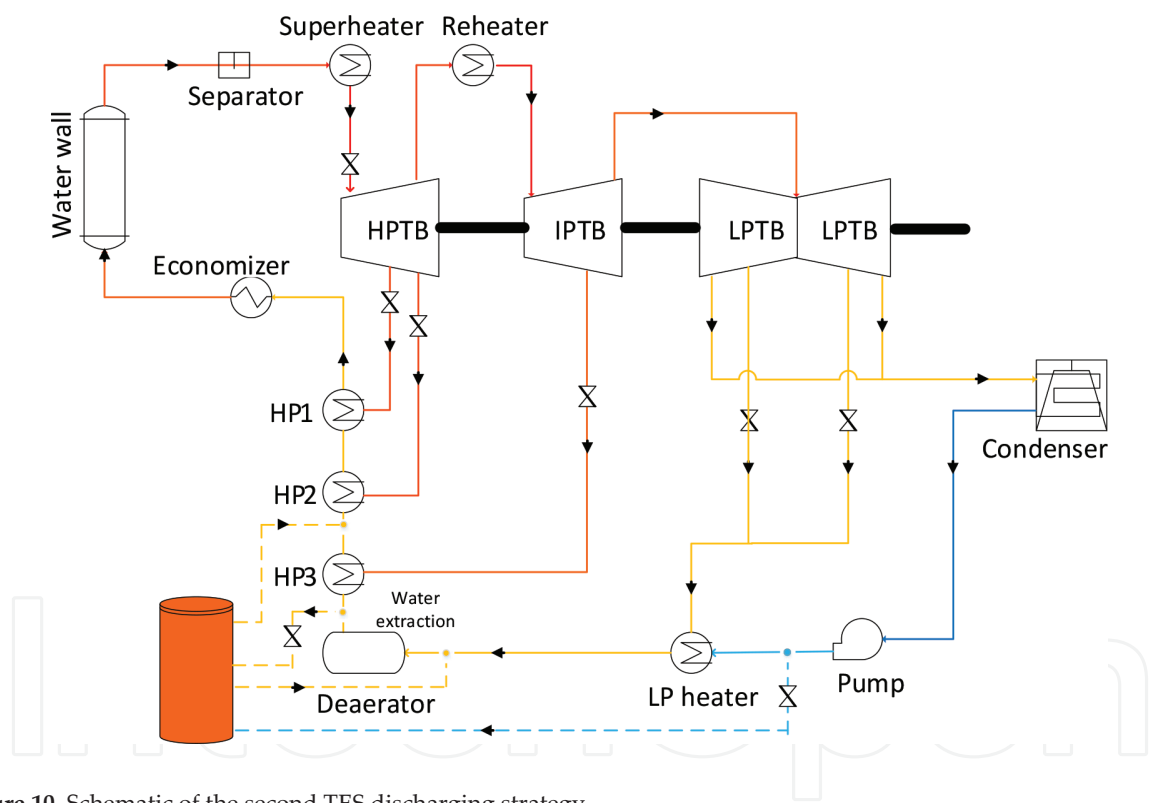 Superheater Reheater
Separator
Water wall
HPTB IPTB LPTB LPTB
Economizer
HP1
Condenser
HP2
HP3
Water
extraction
Deaerator
LP heater
Pump